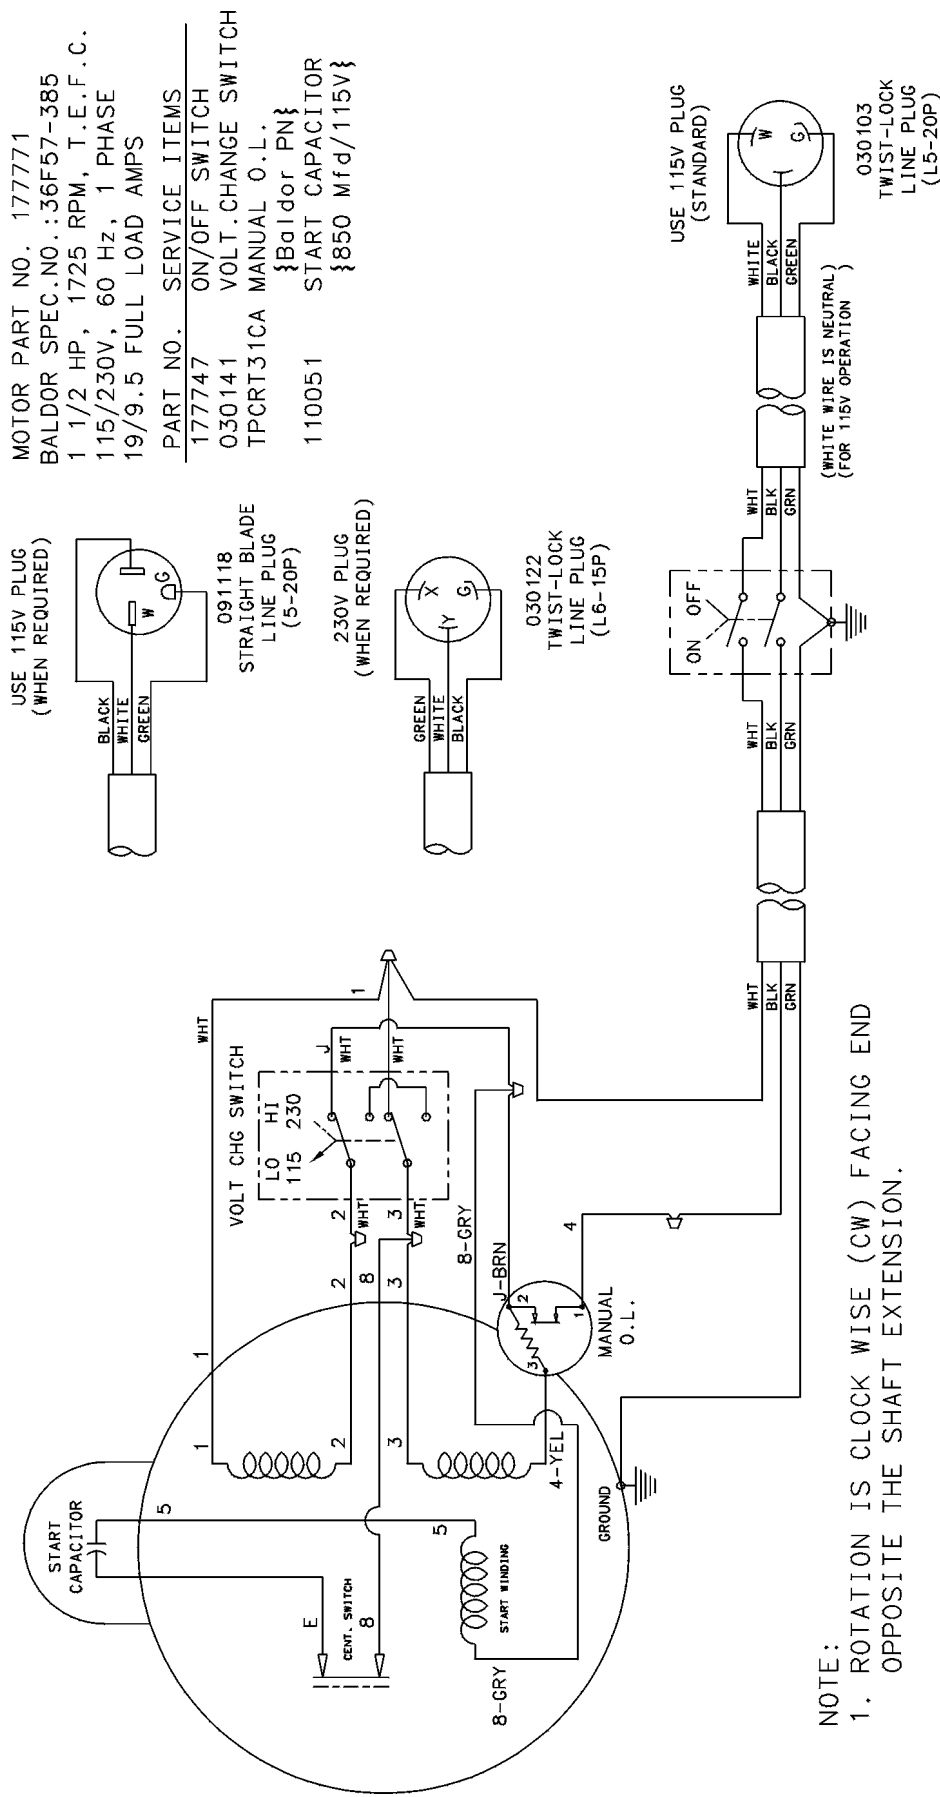 MOTOR PART NO. 177771
BALDOR SPEC.NO.:36F57-385
1 1/2 HP, 1725 RPM, T.E.F.C.
115/230V, 60 Hz, 1 PHASE
19/9.5 FULL LOAD AMPS
PART NO. SERVICE ITEMS
177747 ON/OFF SWITCH
030141 VOLT.CHANGE SWITCH
TPCRT31CA MANUAL O.L.
{Baldor PN}
110051 START CAPACITOR
{850 Mfd/115V}
USE 115V PLUG
(WHEN REQUIRED)
BLACK
WHITE
GREEN
W
G
091118
STRAIGHT BLADE
LINE PLUG
(5-20P)
230V PLUG
(WHEN REQUIRED)
GREEN
WHITE
BLACK
X
Y
G
030122
TWIST-LOCK
LINE PLUG
(L6-15P)
USE 115V PLUG
(STANDARD)
WHITE
BLACK
GREEN
W
G
030103
TWIST-LOCK
LINE PLUG
(L5-20P)
(WHITE WIRE IS NEUTRAL)
(FOR 115V OPERATION )
WHT
BLK
GRN
ON OFF
WHT
BLK
GRN
WHT
BLK
GRN
START
CAPACITOR
5
E
CENT. SWITCH
8
5
START WINDING
8-GRY
1
1
WHT
1
VOLT CHG SWITCH
LO HI
115 230
J
WHT
WHT
2
2
2
WHT
8
3
3
3
WHT
8-GRY
J-BRN
4-YEL
2
3
1
MANUAL
O.L.
4
GROUND
NOTE:
1. ROTATION IS CLOCK WISE (CW) FACING END
OPPOSITE THE SHAFT EXTENSION.